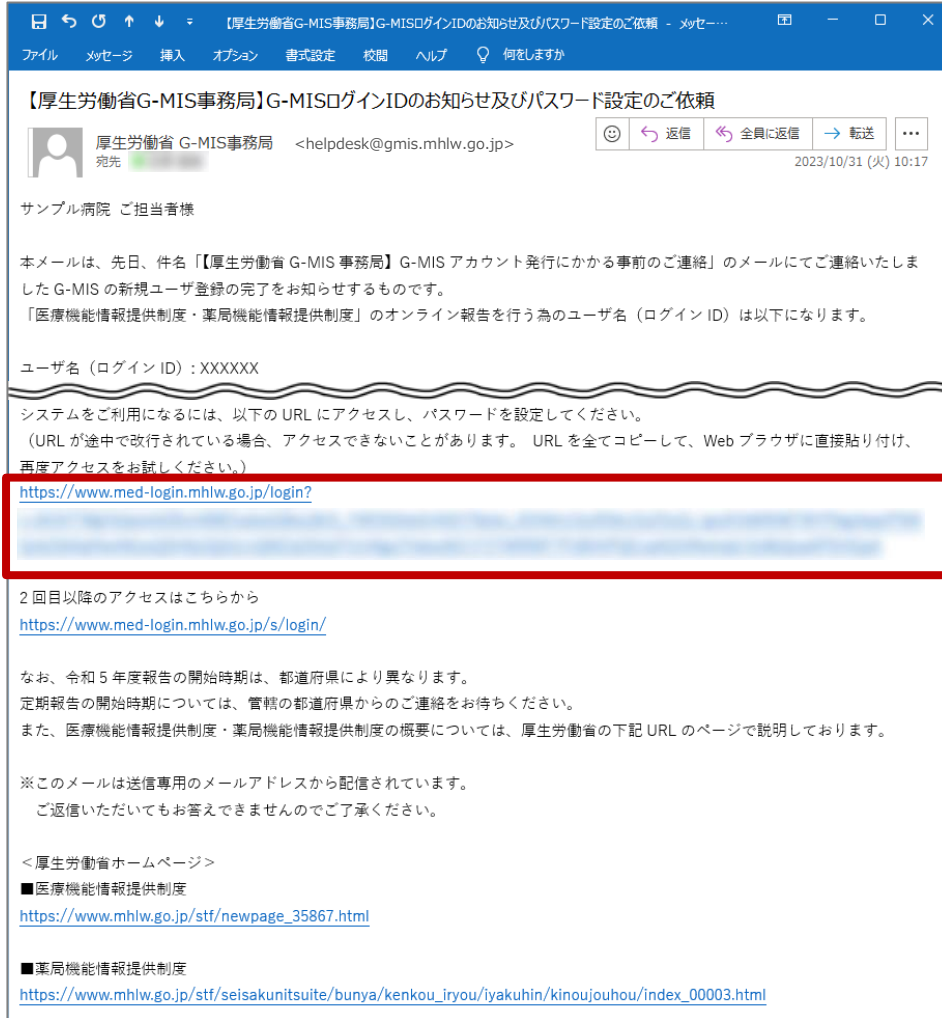 【厚生労働省G-MIS事務局】G-MISログインIDのお知らせ及びパスワード設定のご依頼 - メッセー…
ファイル メッセージ 挿入 オプション 書式設定 校閲 ヘルプ 何をしますか
【厚生労働省G-MIS事務局】G-MISログインIDのお知らせ及びパスワード設定のご依頼
厚生労働省 G-MIS事務局 <helpdesk@gmis.mhlw.go.jp>
返信 全員に返信 転送
宛先
2023/10/31 (火) 10:17
サンプル病院 ご担当者様
本メールは、先日、件名「【厚生労働省 G-MIS 事務局】G-MIS アカウント発行にかかる事前のご連絡」のメールにてご連絡いたしま
した G-MIS の新規ユーザ登録の完了をお知らせするものです。
「医療機能情報提供制度・薬局機能情報提供制度」のオンライン報告を行う為のユーザ名（ログイン ID）は以下になります。
ユーザ名（ログイン ID）: XXXXXX
システムをご利用になるには、以下の URL にアクセスし、パスワードを設定してください。
（URL が途中で改行されている場合、アクセスできないことがあります。 URL を全てコピーして、Web ブラウザに直接貼り付け、
再度アクセスをお試しください。）
https://www.med-login.mhlw.go.jp/login?
2 回目以降のアクセスはこちらから
https://www.med-login.mhlw.go.jp/s/login/
なお、令和 5 年度報告の開始時期は、都道府県により異なります。
定期報告の開始時期については、管轄の都道府県からのご連絡をお待ちください。
また、医療機能情報提供制度・薬局機能情報提供制度の概要については、厚生労働省の下記 URL のページで説明しております。
※このメールは送信専用のメールアドレスから配信されています。
ご返信いただいてもお答えできませんのでご了承ください。
＜厚生労働省ホームページ＞
■医療機能情報提供制度
https://www.mhlw.go.jp/stf/newpage_35867.html
■薬局機能情報提供制度
https://www.mhlw.go.jp/stf/seisakunitsuite/bunya/kenkou_iryou/iyakuhin/kinoujouhou/index_00003.html